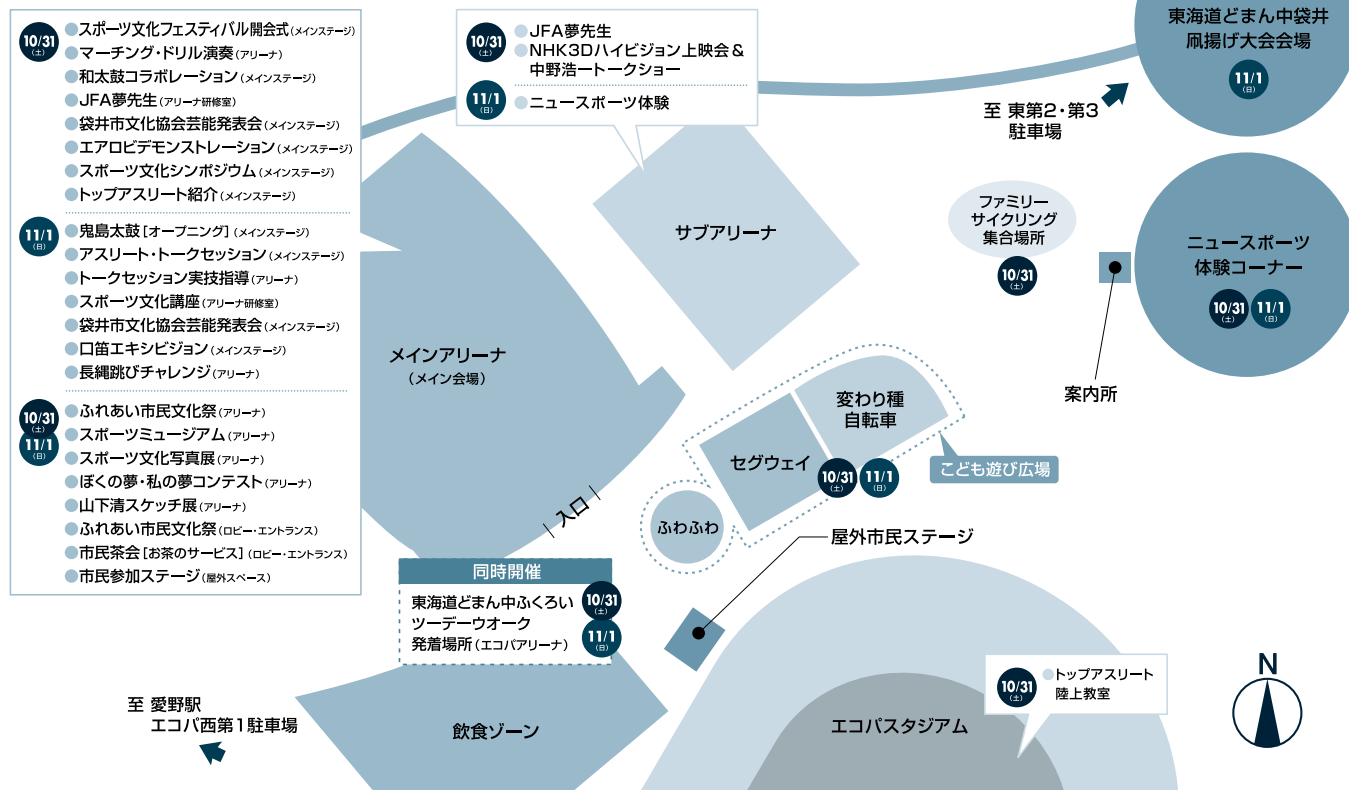 10/31
(土)
●スポーツ文化フェスティバル開会式(メインステージ)
●マーチング・ドリル演奏(アリーナ)
●和太鼓コラボレーション(メインステージ)
●JFA夢先生(アリーナ研修室)
●袋井市文化協会芸能発表会(メインステージ)
●エアロビデモンストレーション(メインステージ)
●スポーツ文化シンポジウム(メインステージ)
●トップアスリート紹介(メインステージ)
11/1
(日)
●鬼島太鼓[オープニング](メインステージ)
●アスリート・トークセッション(メインステージ)
●トークセッション実技指導(アリーナ)
●スポーツ文化講座(アリーナ研修室)
●袋井市文化協会芸能発表会(メインステージ)
●口笛エキシビジョン(メインステージ)
●長縄跳びチャレンジ(アリーナ)
10/31
(土)
11/1
(日)
●ふれあい市民文化祭(アリーナ)
●スポーツミュージアム(アリーナ)
●スポーツ文化写真展(アリーナ)
●ぼくの夢・私の夢コンテスト(アリーナ)
●山下清スケッチ展(アリーナ)
●ふれあい市民文化祭(ロビー・エントランス)
●市民茶会[お茶のサービス](ロビー・エントランス)
●市民参加ステージ(屋外スペース)
10/31
(土)
●JFA夢先生
●NHK3Dハイビジョン上映会&
中野浩一トークショー
11/1
(日)
●ニュースポーツ体験
東海道どまん中袋井
凧揚げ大会会場
11/1
(日)
至 東第2・第3
駐車場
サブアリーナ
ファミリー
サイクリング
集合場所
10/31
(土)
ニュースポーツ
体験コーナー
10/31
(土)
11/1
(日)
案内所
メインアリーナ
(メイン会場)
変わり種
自転車
セグウェイ
10/31
(土)
11/1
(日)
こども遊び広場
ふわふわ
入口
屋外市民ステージ
同時開催
東海道どまん中ふくろい
ツーデーウオーク
発着場所(エコパアリーナ)
10/31
(土)
11/1
(日)
至 愛野駅
エコパ西第1駐車場
飲食ゾーン
エコパスタジアム
10/31
(土)
●トップアスリート
陸上教室
N